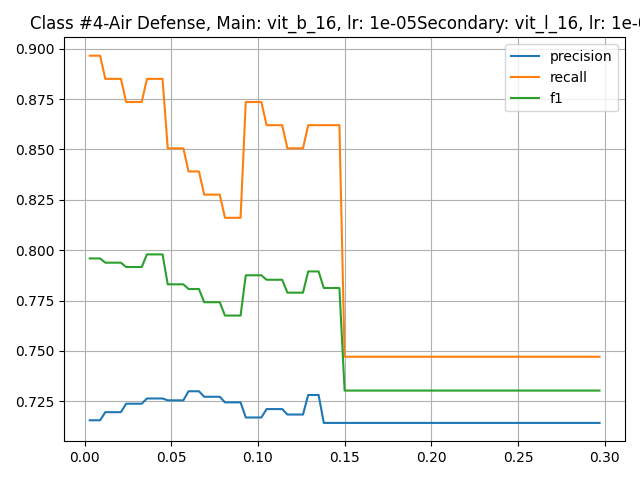 Class #4-Air Defense, Main: vit_b_16, lr: 1e-05Secondary: vit_l_16, lr: 1e-
precision
recall
f1
0.900
0.875
0.850
0.825
0.800
0.775
0.750
0.725
0.00 0.05 0.10 0.15 0.20 0.25 0.30